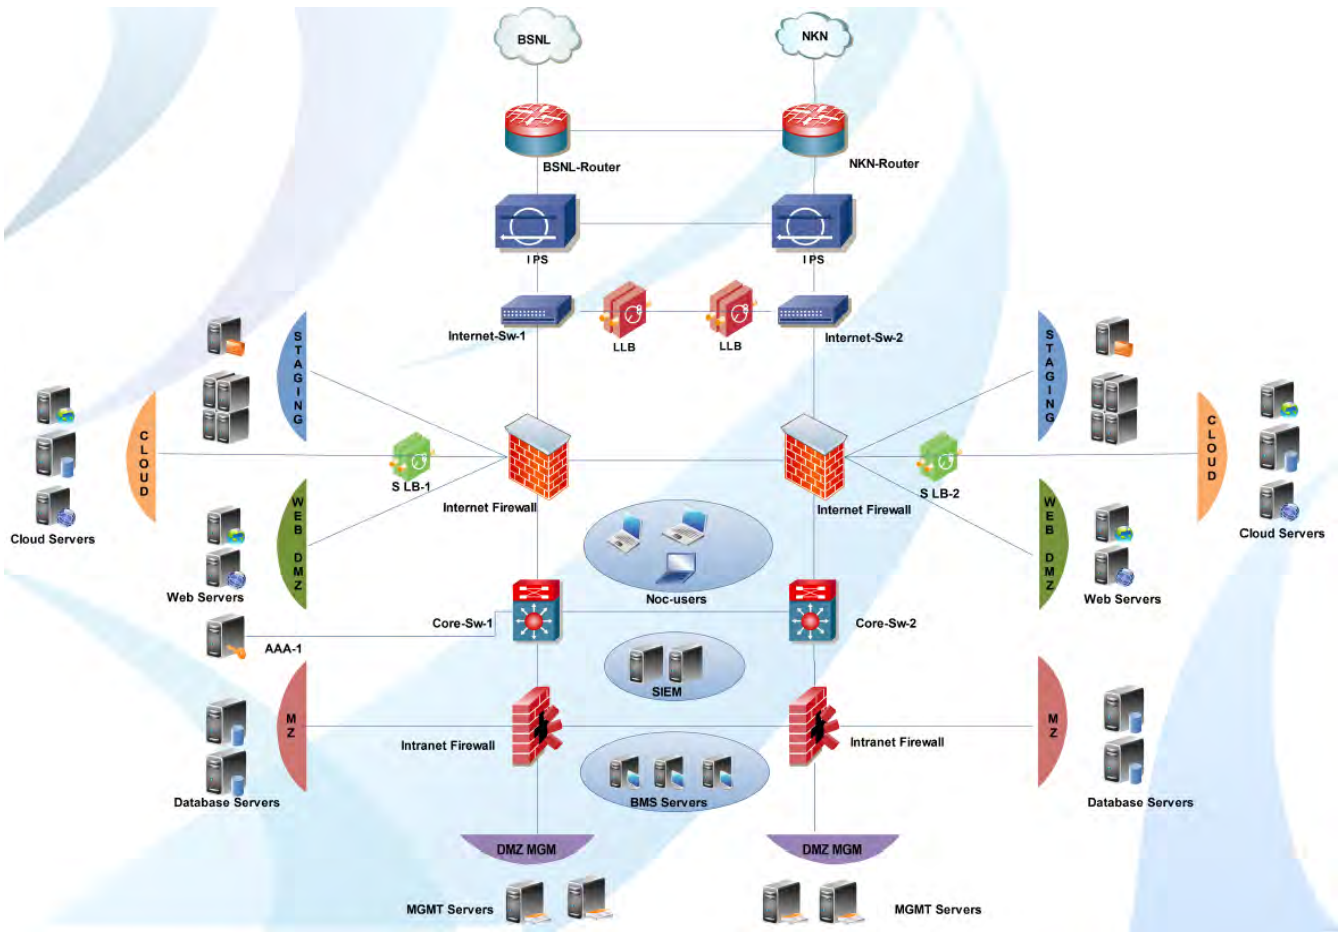 BSNL
NKN
BSNL-Router
NKN-Router
I PS
I PS
Internet-Sw-1
LLB
LLB
Internet-Sw-2
STAGING
STAGING
CLOUD
CLOUD
S LB-1
S LB-2
Internet Firewall
Internet Firewall
WEB DMZ
WEB DMZ
Cloud Servers
Cloud Servers
Web Servers
Noc-users
Web Servers
AAA-1
Core-Sw-1
Core-Sw-2
SIEM
MZ
MZ
Intranet Firewall
Intranet Firewall
Database Servers
BMS Servers
Database Servers
DMZ MGM
DMZ MGM
MGMT Servers
MGMT Servers